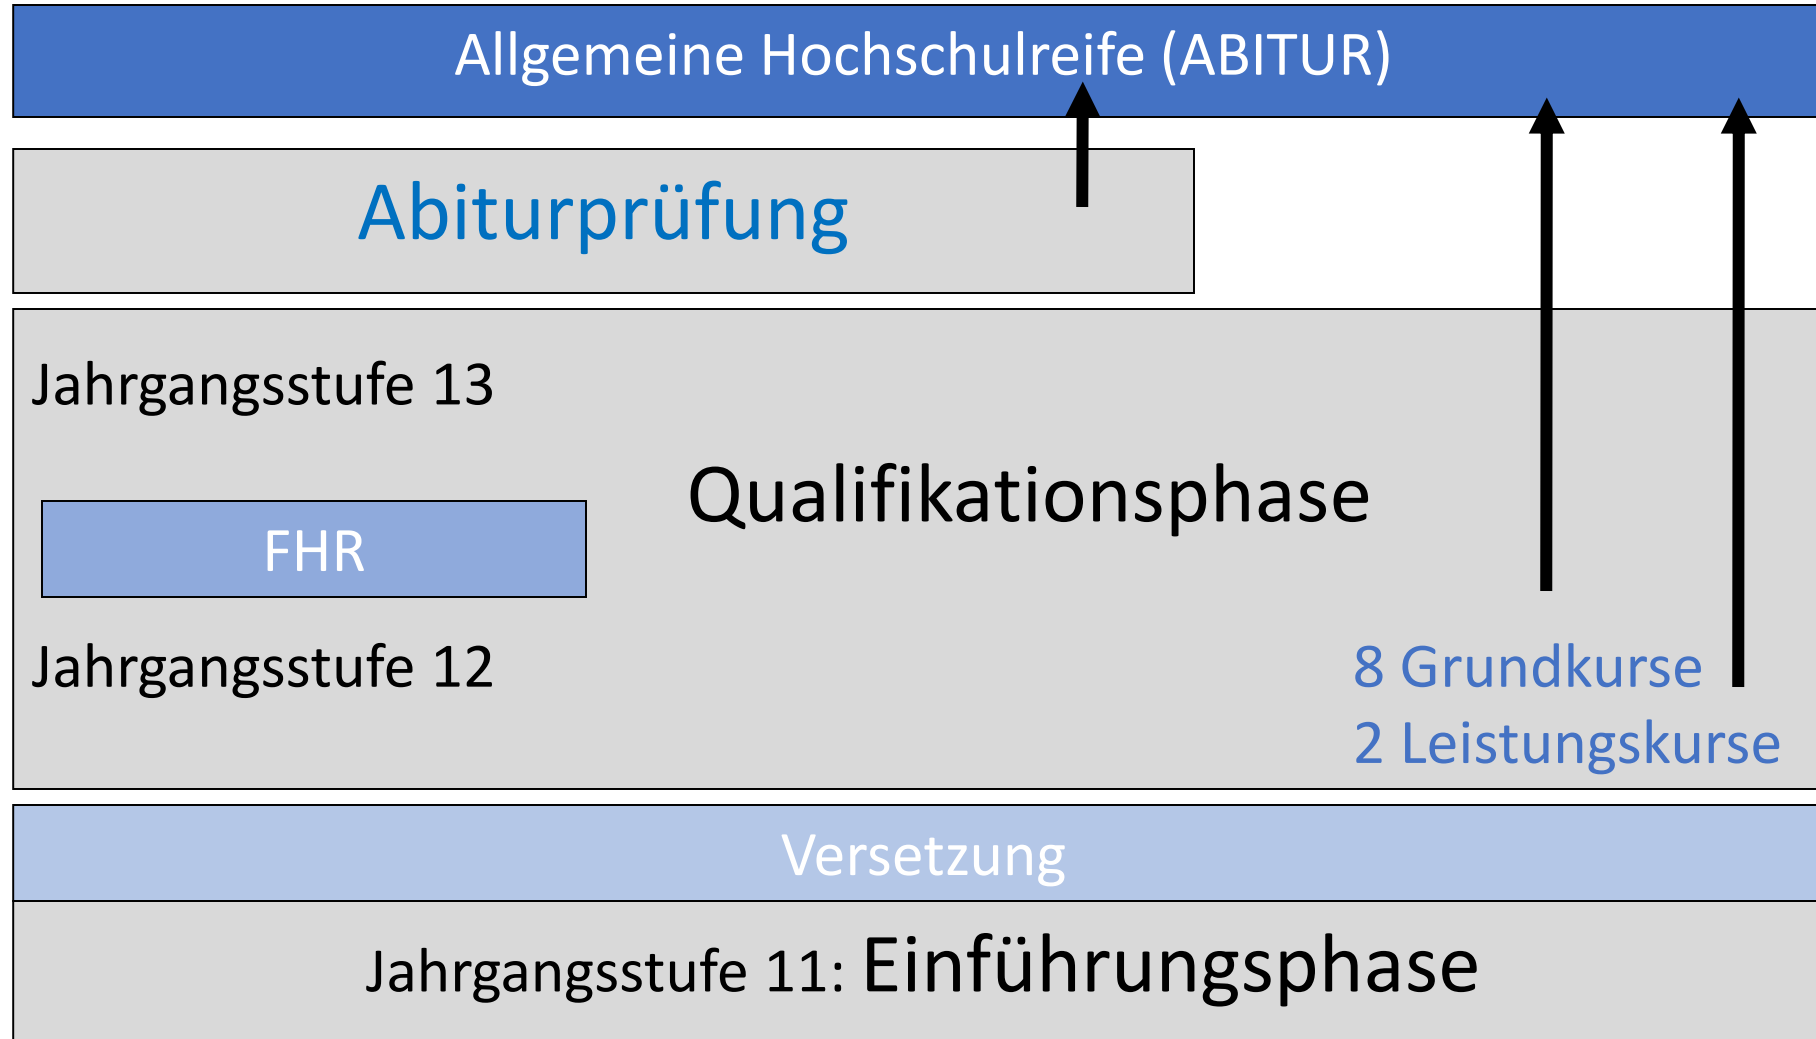 Allgemeine Hochschulreife (ABITUR)
Abiturprüfung
Jahrgangsstufe 13
Qualifikationsphase
FHR
Jahrgangsstufe 12
8 Grundkurse
2 Leistungskurse
Versetzung
Jahrgangsstufe 11: Einführungsphase